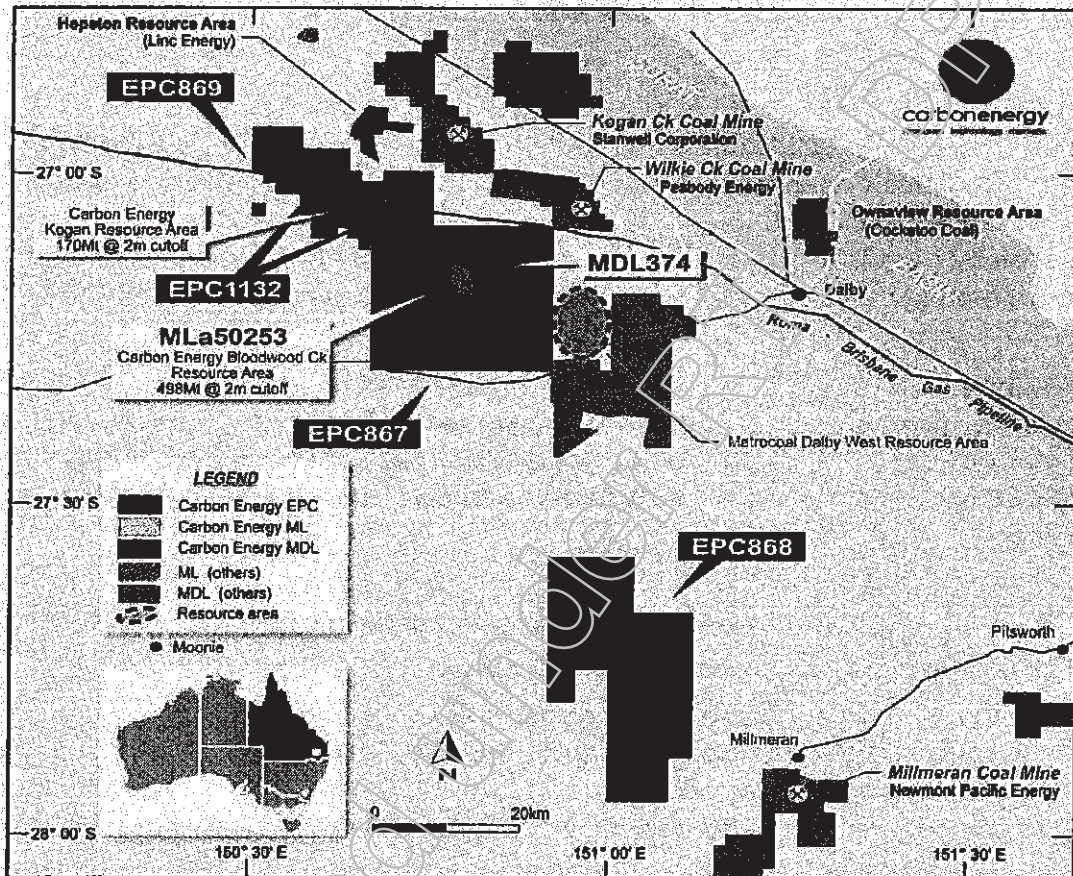 Hopeton Resource Area
(Linc Energy)
EPC869
carbonenergy
Kogan Ck Coal Mine
Stanwell Corporation
27° 00' S
Wilkie Ck Coal Mine
Peabody Energy
Carbon Energy
Kogan Resource Area
170Mt @ 2m cutoff
Ownaview Resource Area
(Cockatoo Coal)
MDL374
EPC1132
Dalby
MLa50253
Carbon Energy Bloodwood Ck
Resource Area
498Mt @ 2m cutoff
Roma
Brisbane
Gas
Pipeline
EPC867
Metrocoal Dalby West Resource Area
LEGEND
Carbon Energy EPC
Carbon Energy ML
Carbon Energy MDL
ML (others)
MDL (others)
Resource area
27° 30' S
EPC868
Moonie
Pitsworth
Millmeran
N
Millmeran Coal Mine
Newmont Pacific Energy
0 20km
28° 00' S
150° 30' E
151° 00' E
151° 30' E